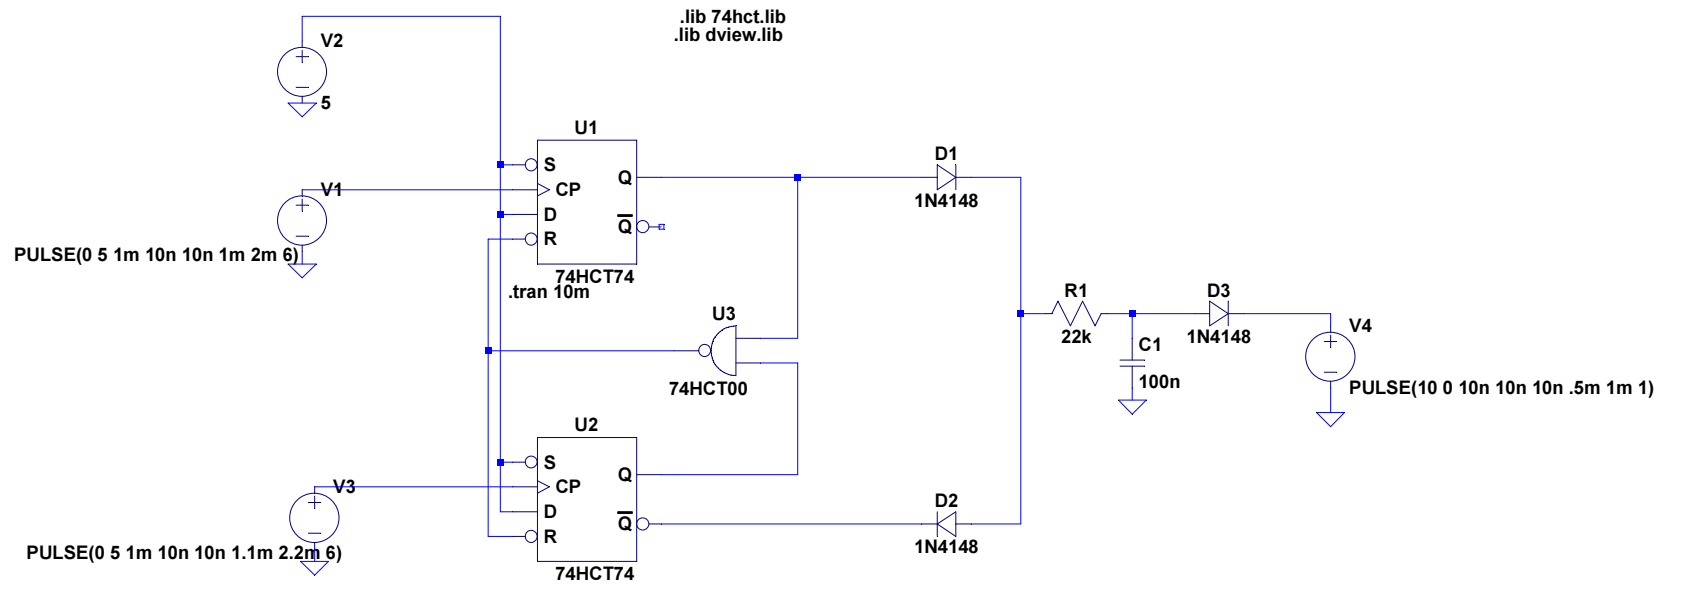 .lib 74hct.lib
.lib dview.lib
V2
5
U1
S
CP
D
R
Q
Q
74HCT74
V1
PULSE(0 5 1m 10n 10n 1m 2m 6)
.tran 10m
D1
1N4148
U3
74HCT00
R1
22k
C1
100n
D3
1N4148
V4
PULSE(10 0 10n 10n 10n .5m 1m 1)
U2
S
CP
D
R
Q
Q
74HCT74
V3
PULSE(0 5 1m 10n 10n 1.1m 2.2m 6)
D2
1N4148